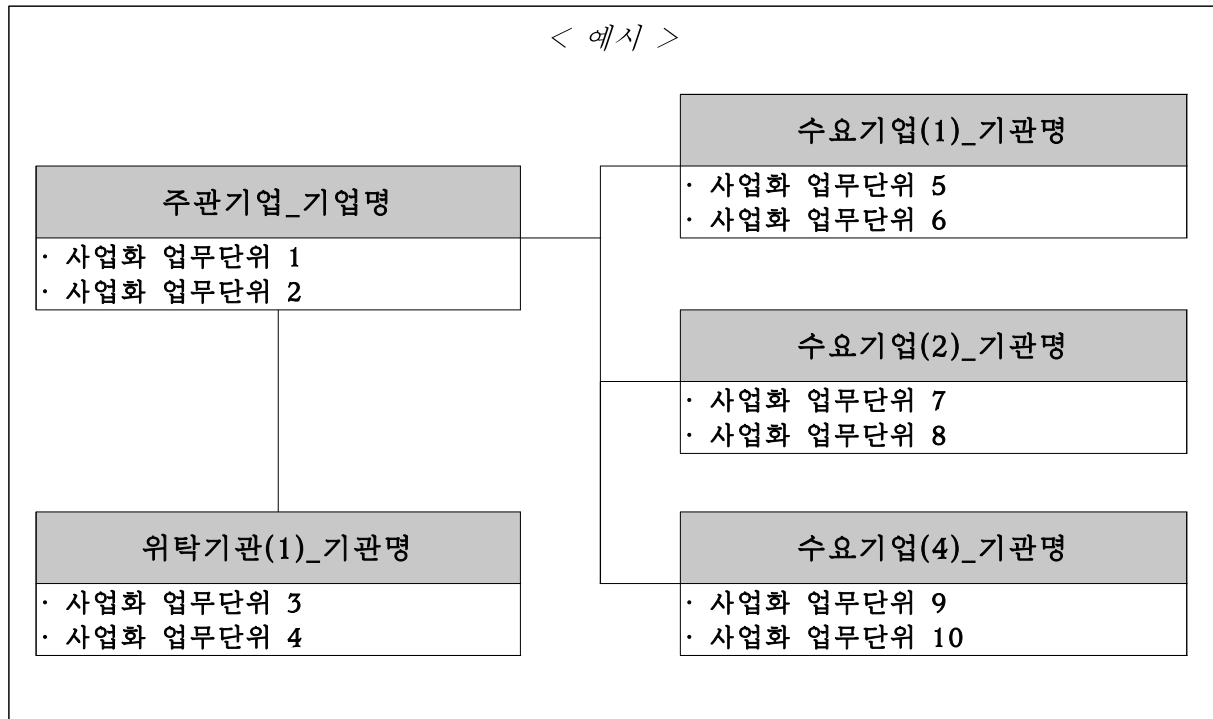 < 예시 >
주관기업_기업명
· 사업화 업무단위 1
· 사업화 업무단위 2
위탁기관(1)_기관명
· 사업화 업무단위 3
· 사업화 업무단위 4
수요기업(1)_기관명
· 사업화 업무단위 5
· 사업화 업무단위 6
수요기업(2)_기관명
· 사업화 업무단위 7
· 사업화 업무단위 8
수요기업(4)_기관명
· 사업화 업무단위 9
· 사업화 업무단위 10